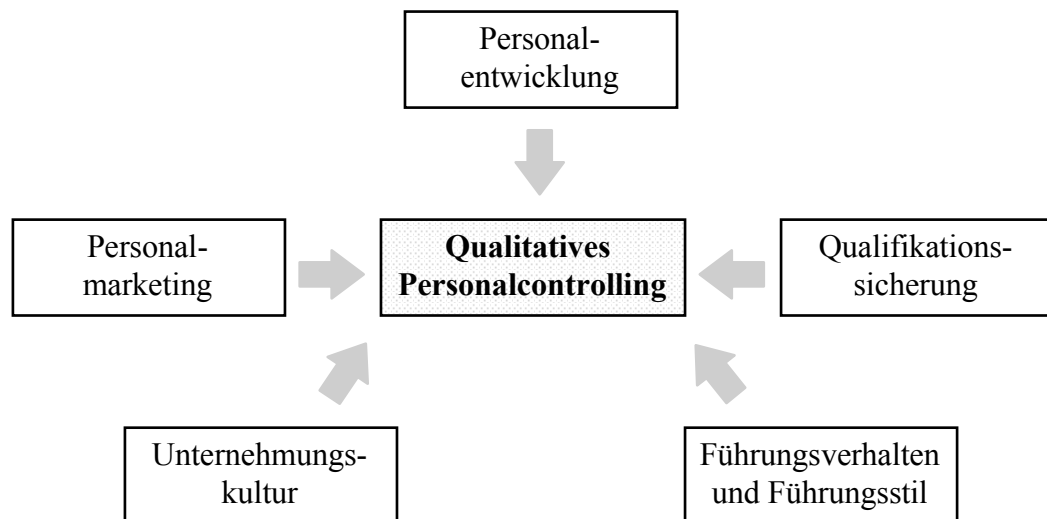 Personal-
entwicklung
Personal-
marketing
Qualitatives
Personalcontrolling
Qualifikations-
sicherung
Unternehmungs-
kultur
Führungsverhalten
und Führungsstil